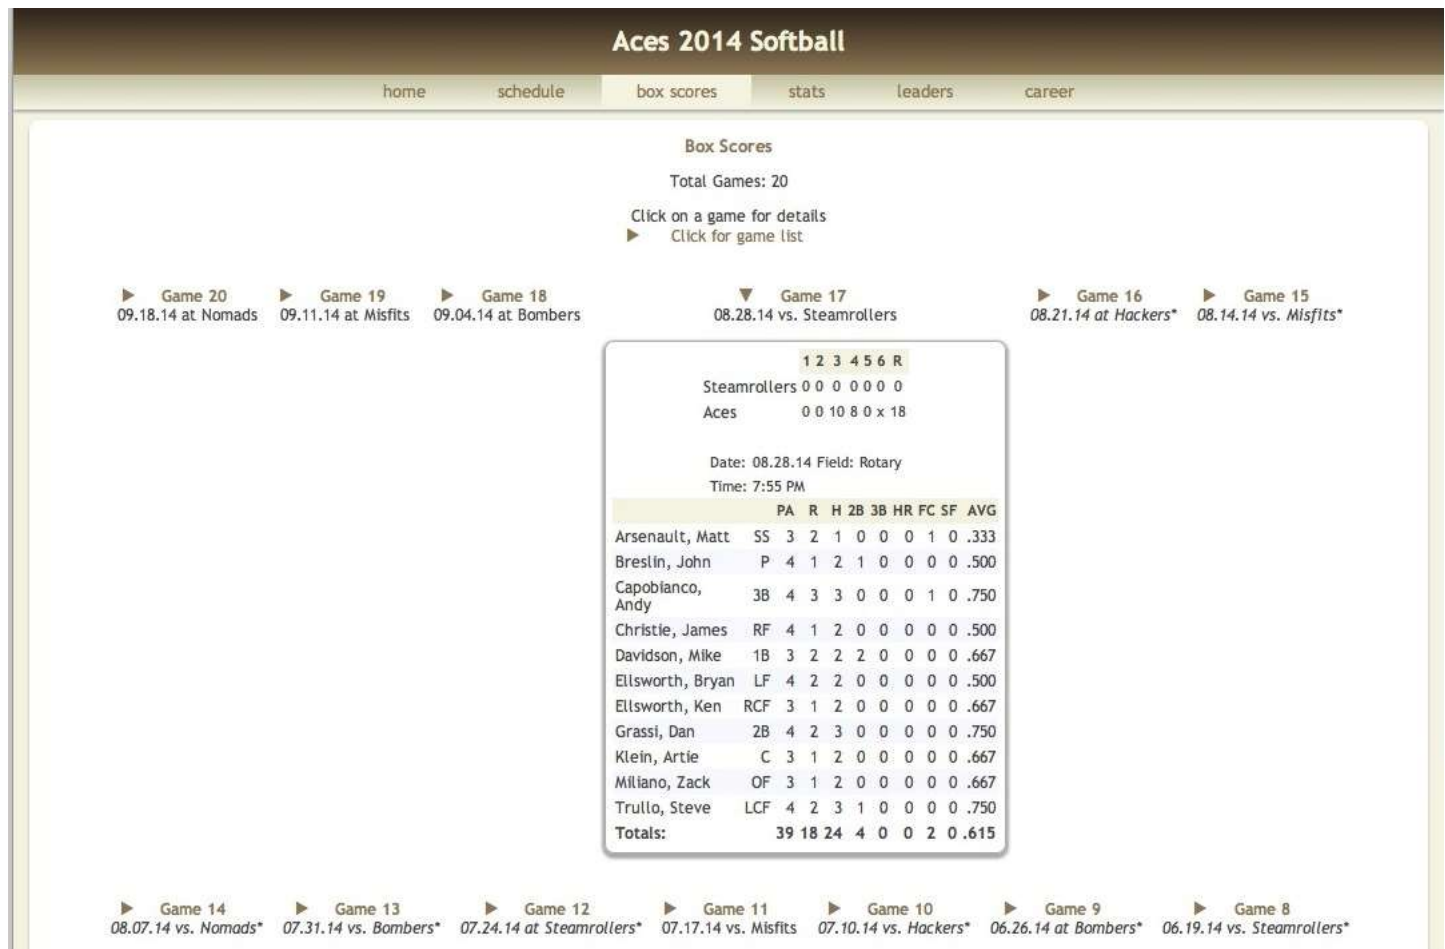 Aces 2014 Softball
home schedule box scores stats leaders career
Box Scores
Total Games: 20
Click on a game for details
Click for game list
Game 20 Game 19 Game 18 Game 17 Game 16 Game 15
09.18.14 at Nomads 09.11.14 at Misfits 09.04.14 at Bombers 08.28.14 vs. Steamrollers 08.21.14 at Hackers* 08.14.14 vs. Misfits*
1 2 3 4 5 6 R
Steamrollers 0 0 0 0 0 0 0
Aces 0 0 10 8 0 x 18
Date: 08.28.14 Field: Rotary
Time: 7:55 PM
PA R H 2B 3B HR FC SF AVG
Arsenault, Matt SS 3 2 1 0 0 0 1 0 .333
Breslin, John P 4 1 2 1 0 0 0 0 .500
Capobianco,
Andy 3B 4 3 3 0 0 0 1 0 .750
Christie, James RF 4 1 2 0 0 0 0 0 .500
Davidson, Mike 1B 3 2 2 2 0 0 0 0 .667
Ellsworth, Bryan LF 4 2 2 0 0 0 0 0 .500
Ellsworth, Ken RCF 3 1 2 0 0 0 0 0 .667
Grassi, Dan 2B 4 2 3 0 0 0 0 0 .750
Klein, Artie C 3 1 2 0 0 0 0 0 .667
Miliano, Zack OF 3 1 2 0 0 0 0 0 .667
Trullo, Steve LCF 4 2 3 1 0 0 0 0 .750
Totals: 39 18 24 4 0 0 2 0 .615
Game 14 Game 13 Game 12 Game 11 Game 10 Game 9 Game 8
08.07.14 vs. Nomads* 07.31.14 vs. Bombers* 07.24.14 at Steamrollers* 07.17.14 vs. Misfits 07.10.14 vs. Hackers* 06.26.14 at Bombers* 06.19.14 vs. Steamrollers*